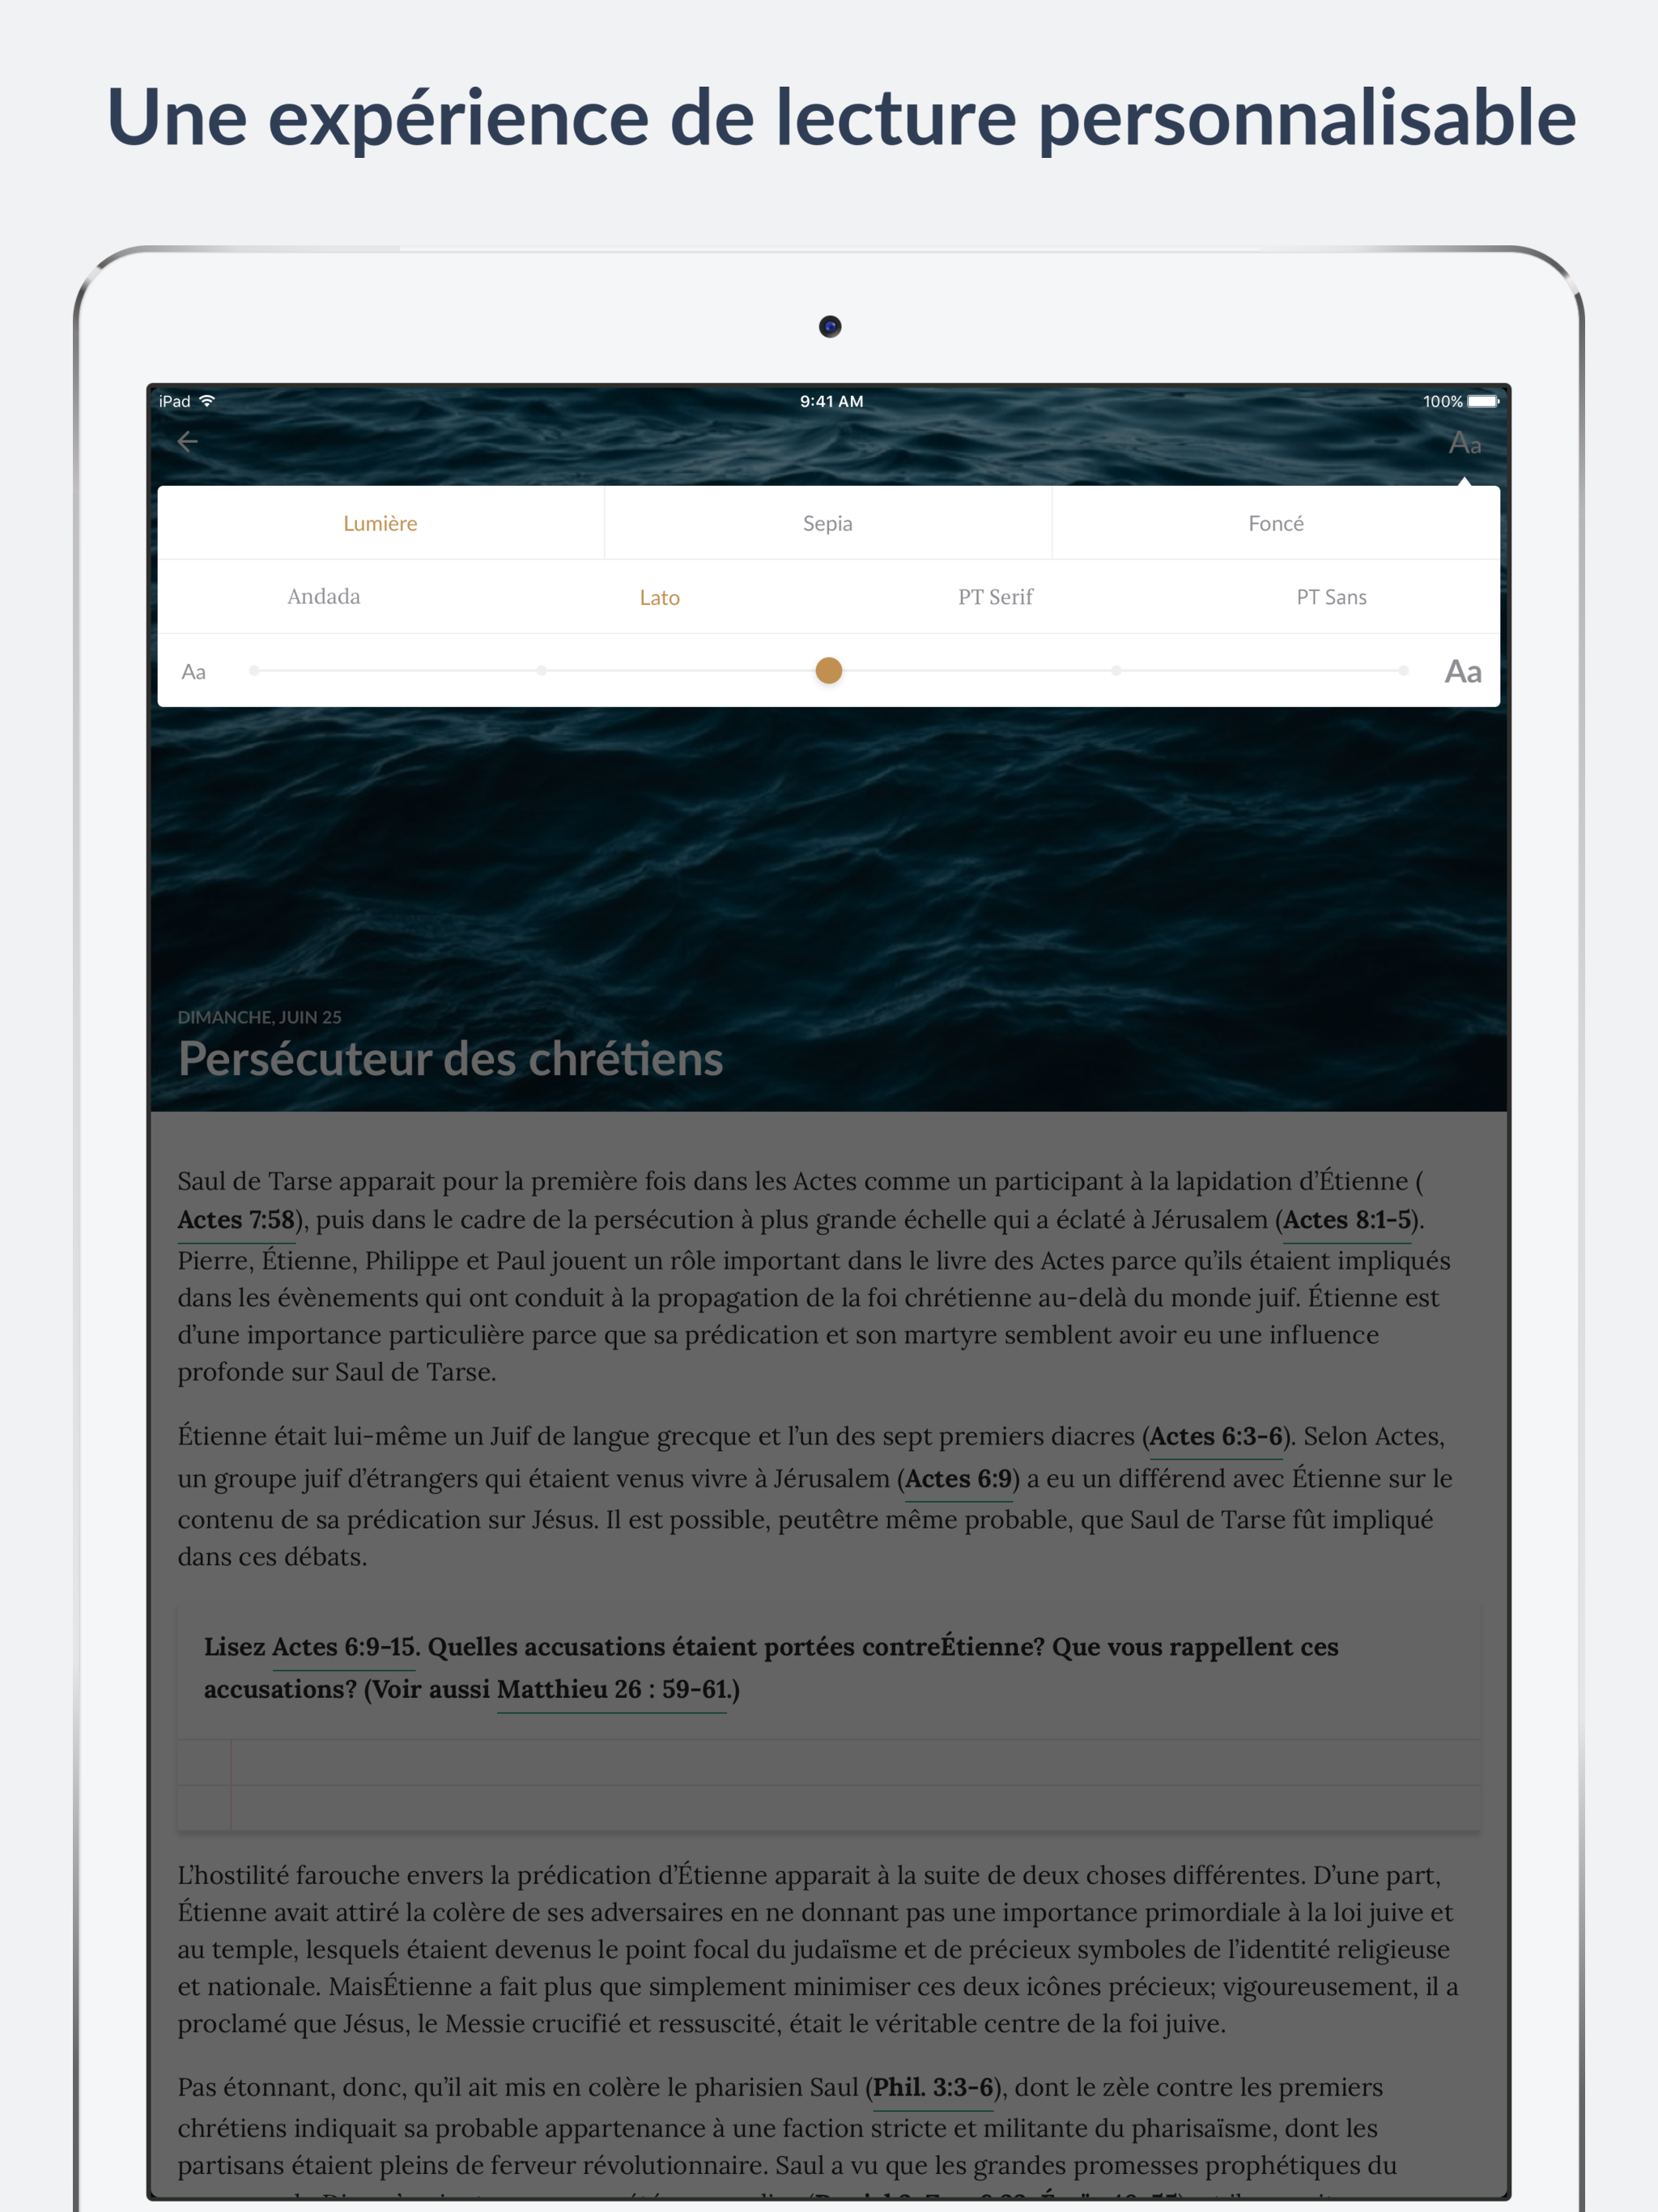 Une expérience de lecture personnalisable
iPad
9:41 AM
100%
Aa
Lumière
Sepia
Foncé
Andada
Lato
PT Serif
PT Sans
Aa
Aa
DIMANCHE, JUIN 25
Persécuteur des chrétiens
Saul de Tarse apparait pour la première fois dans les Actes comme un participant à la lapidation d’Étienne (
Actes 7:58), puis dans le cadre de la persécution à plus grande échelle qui a éclaté à Jérusalem (Actes 8:1-5).
Pierre, Étienne, Philippe et Paul jouent un rôle important dans le livre des Actes parce qu’ils étaient impliqués
dans les évènements qui ont conduit à la propagation de la foi chrétienne au-delà du monde juif. Étienne est
d’une importance particulière parce que sa prédication et son martyre semblent avoir eu une influence
profonde sur Saul de Tarse.
Étienne était lui-même un Juif de langue grecque et l’un des sept premiers diacres (Actes 6:3-6). Selon Actes,
un groupe juif d’étrangers qui étaient venus vivre à Jérusalem (Actes 6:9) a eu un différend avec Étienne sur le
contenu de sa prédication sur Jésus. Il est possible, peutêtre même probable, que Saul de Tarse fût impliqué
dans ces débats.
Lisez Actes 6:9-15. Quelles accusations étaient portées contreÉtienne? Que vous rappellent ces
accusations? (Voir aussi Matthieu 26 : 59-61.)
L’hostilité farouche envers la prédication d’Étienne apparait à la suite de deux choses différentes. D’une part,
Étienne avait attiré la colère de ses adversaires en ne donnant pas une importance primordiale à la loi juive et
au temple, lesquels étaient devenus le point focal du judaïsme et de précieux symboles de l’identité religieuse
et nationale. MaisÉtienne a fait plus que simplement minimiser ces deux icônes précieux; vigoureusement, il a
proclamé que Jésus, le Messie crucifié et ressuscité, était le véritable centre de la foi juive.
Pas étonnant, donc, qu’il ait mis en colère le pharisien Saul (Phil. 3:3-6), dont le zèle contre les premiers
chrétiens indiquait sa probable appartenance à une faction stricte et militante du pharisaïsme, dont les
partisans étaient pleins de ferveur révolutionnaire. Saul a vu que les grandes promesses prophétiques du